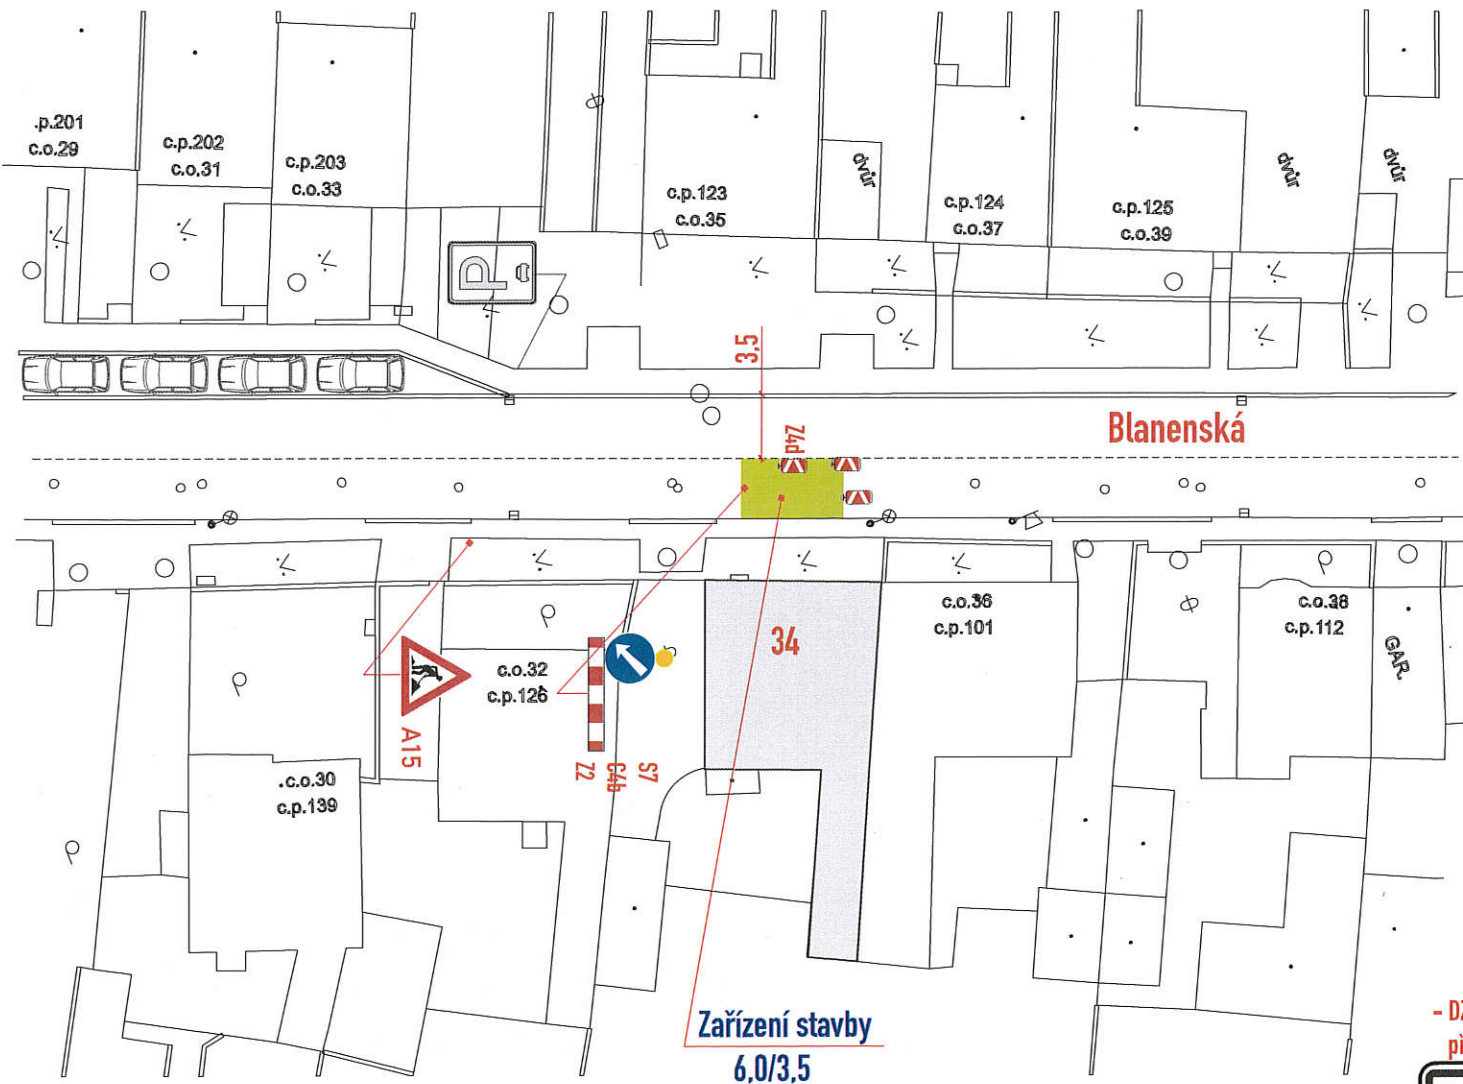 .p.201
c.o.29
c.p.202
c.o.31
c.p.203
c.o.33
c.p.123
c.o.35
dvůr
c.p.124
c.o.37
c.p.125
c.o.39
dvůr
dvůr
P
3,5
Z4d
Blanenská
34
c.o.36
c.p.101
c.o.38
c.p.112
GAR.
c.o.32
c.p.126
A15
Z2
C4b
S7
.c.o.30
c.p.139
Zařízení stavby
6,0/3,5
- DZ
př